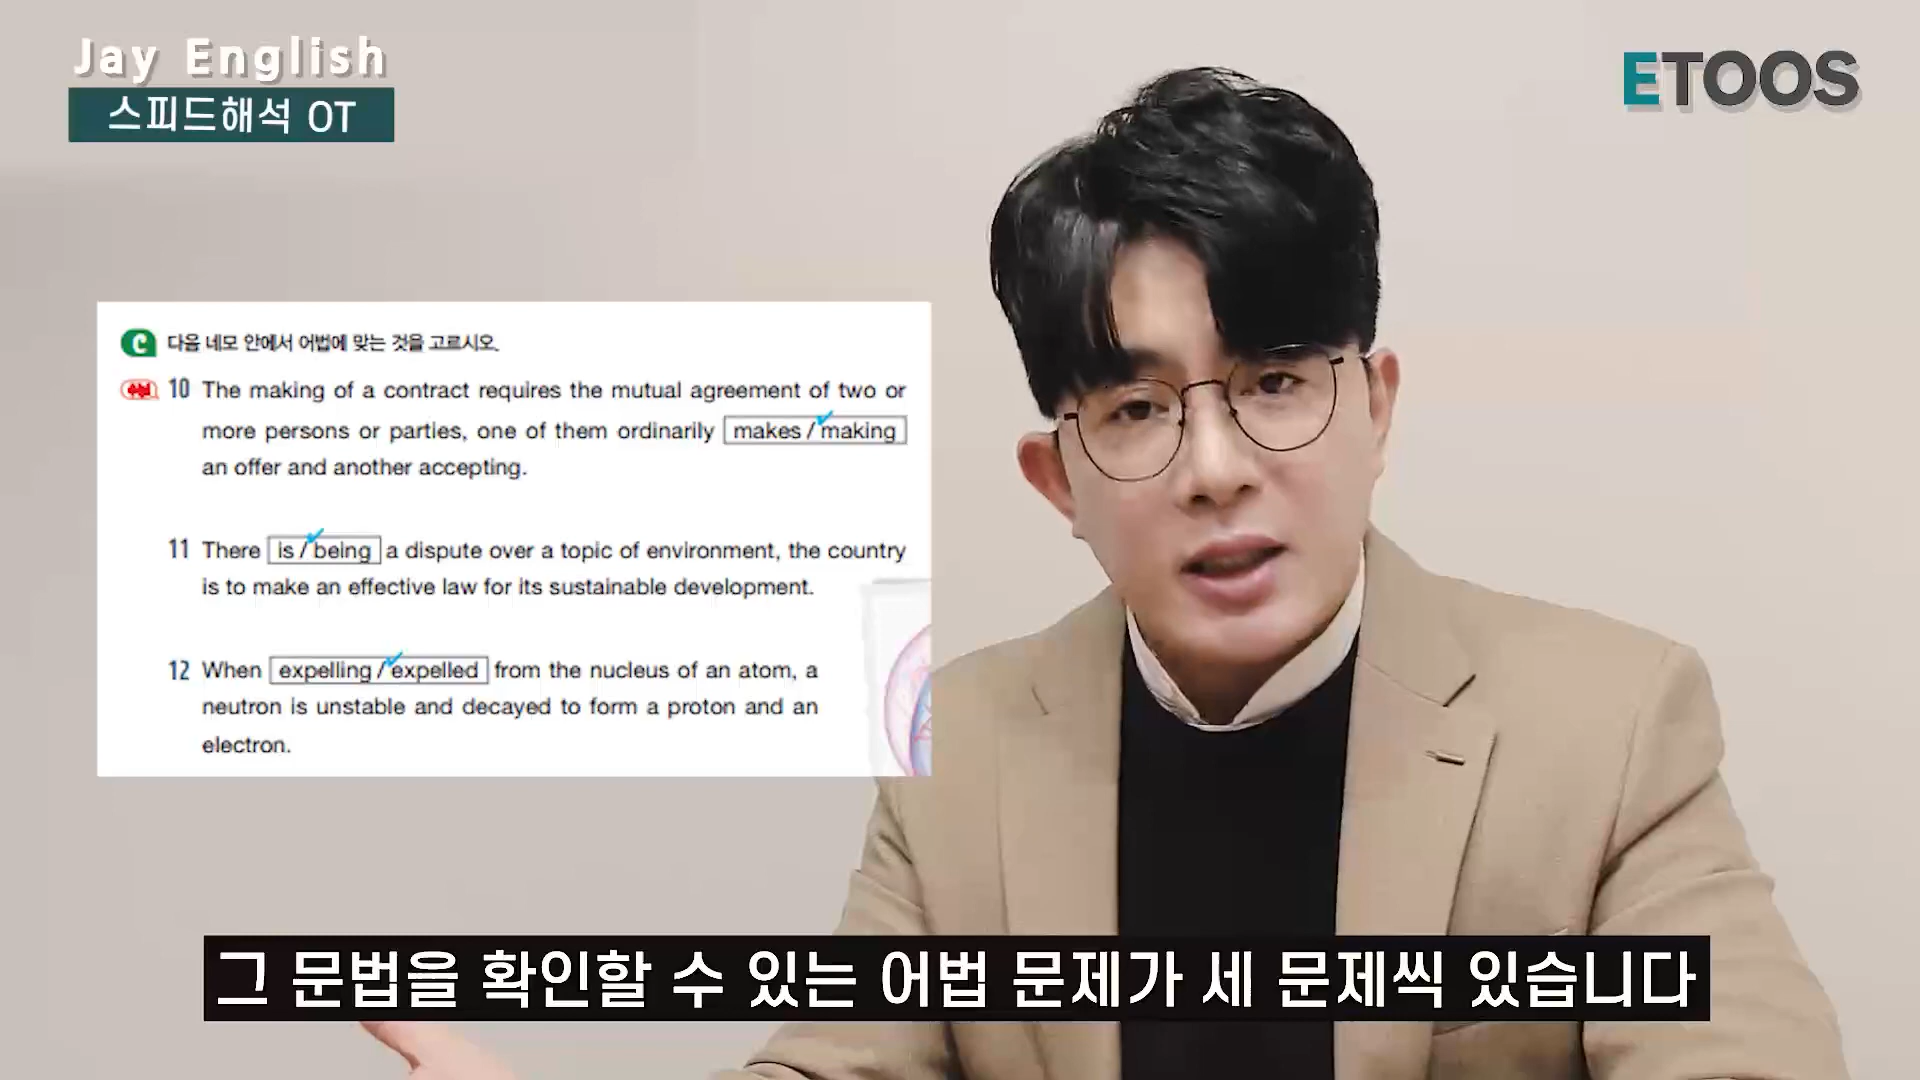 Jay English
스피드해석 OT
ETOOS
C 다음 네모 안에서 어법에 맞는 것을 고르시오.
10 The making of a contract requires the mutual agreement of two or
more persons or parties, one of them ordinarily makes / making
an offer and another accepting.
11 There is / being a dispute over a topic of environment, the country
is to make an effective law for its sustainable development.
12 When expelling / expelled from the nucleus of an atom, a
neutron is unstable and decayed to form a proton and an
electron.
그 문법을 확인할 수 있는 어법 문제가 세 문제씩 있습니다